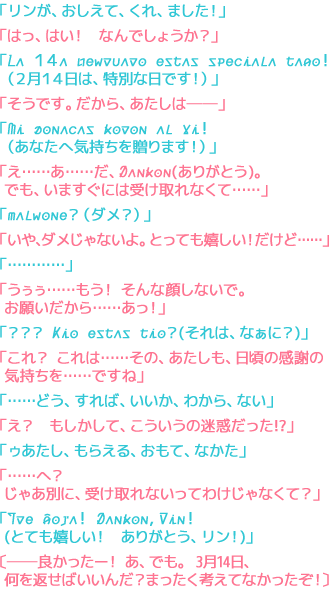 「リンが、おしえて、くれ、ました！」
「はっ、はい！　なんでしょうか？」
「La 14a februaro estas speciala tago!
（２月１４日は、特別な日です！）」
「そうです。だから、あたしは――」
「Mi donacas koron al vi!
（あなたへ気持ちを贈ります！）」
「え……あ……だ、Dankon(ありがとう)。
でも、いますぐには受け取れなくて……」
「malbone?（ダメ？）」
「いや、ダメじゃないよ。とっても嬉しい！だけど……」
「…………」
「うぅぅ……もう！ そんな顔しないで。
お願いだから……あっ！」
「？？？ Kio estas tio?(それは、なぁに？)」
「これ？ これは……その、あたしも、日頃の感謝の
気持ちを……ですね」
「……どう、すれば、いいか、わから、ない」
「え？　もしかして、こういうの迷惑だった!?」
「ゥあたし、もらえる、おもて、なかた」
「……へ？
じゃあ別に、受け取れないってわけじゃなくて？」
「Tre ĝoja! Dankon, Rin!
(とても嬉しい！　ありがとう、リン！)」
〔――良かったー！ あ、でも。 3月14日、
何を返せばいいんだ？まったく考えてなかったぞ！〕